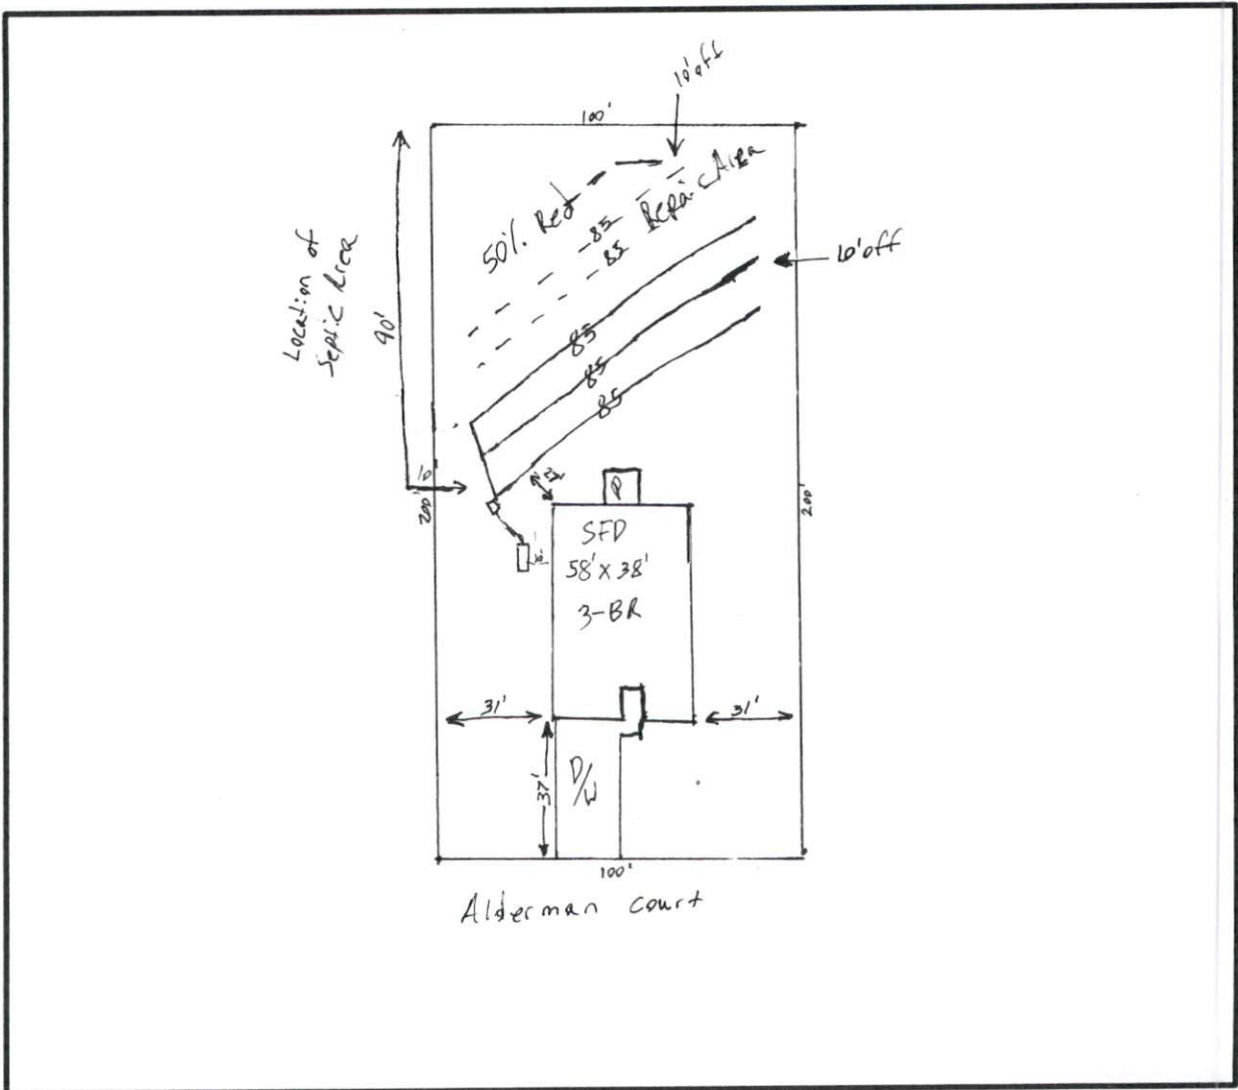 10'off
100'
50% Red
Repair Area
85
85
10'off
Location of
Septic Area
90'
85
85
85
10'
200'
P
200'
SFD
58' x 38'
3-BR
31'
31'
37'
D/W
100'
Alderman court